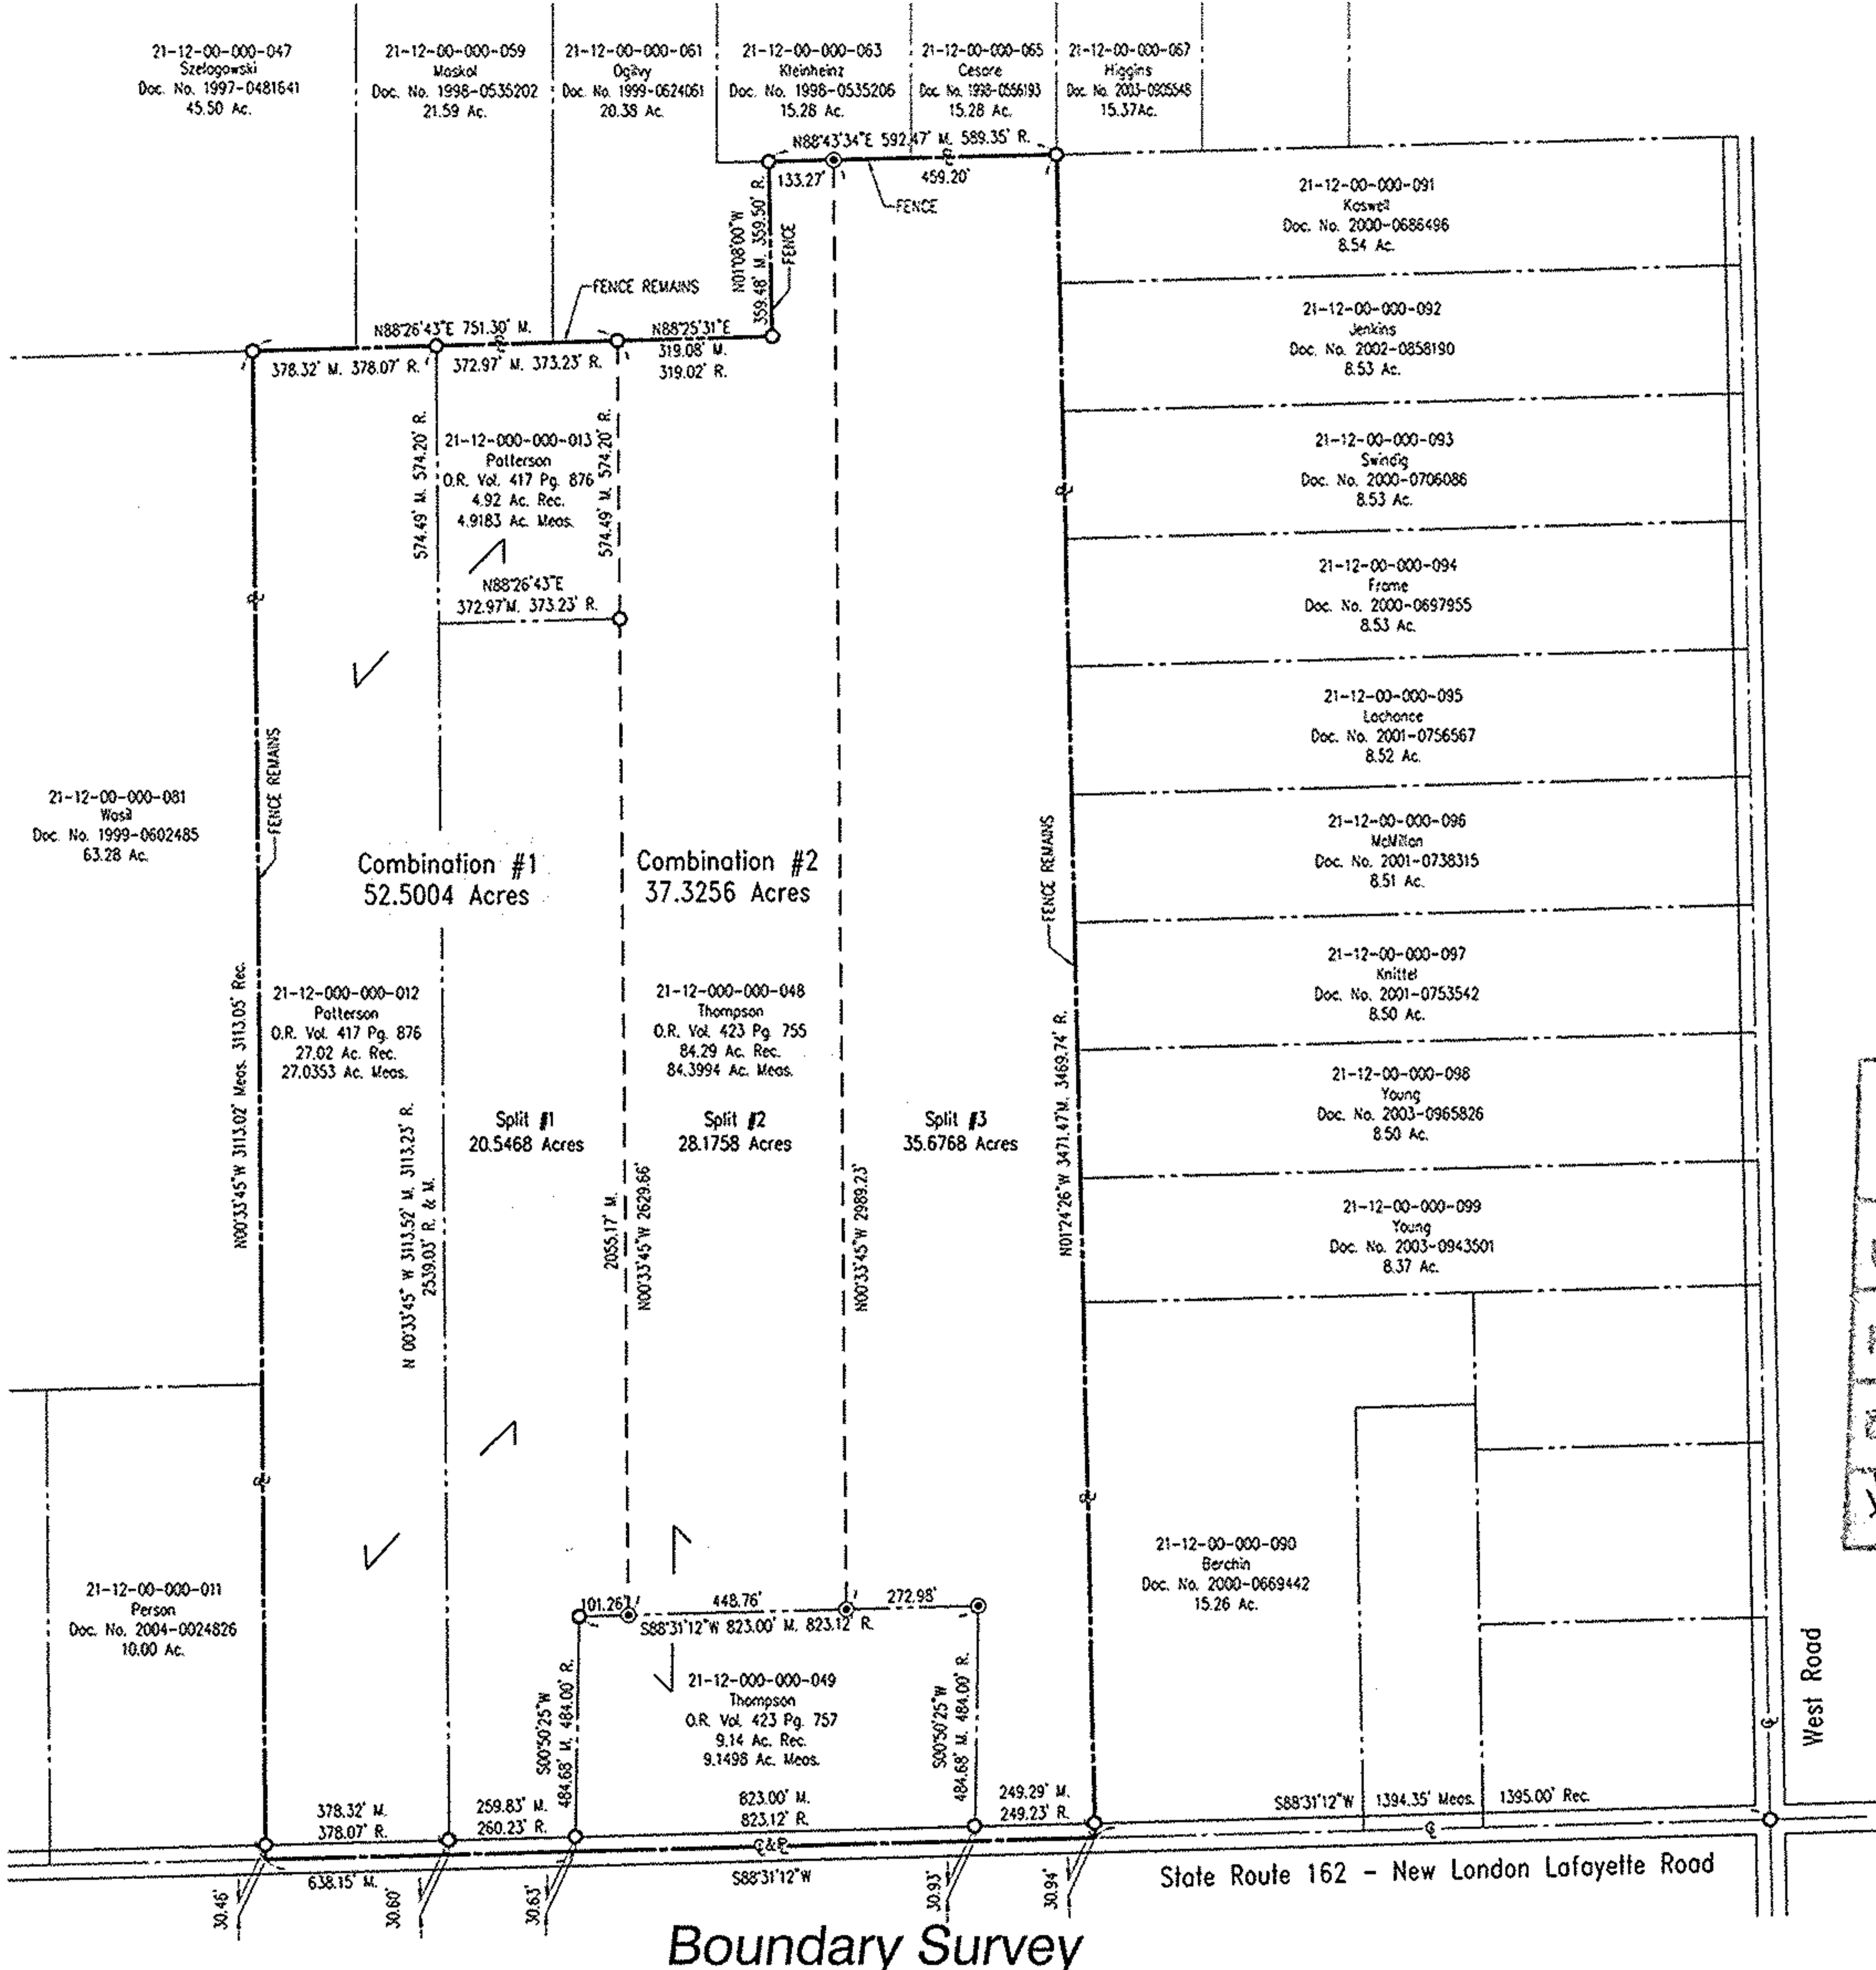 21-12-00-000-047
Szelogowski
Doc. No. 1997-0481641
45.50 Ac.
21-12-00-000-059
Maskol
Doc. No. 1998-0535202
21.59 Ac.
21-12-00-000-061
Ogilvy
Doc. No. 1999-0624061
20.38 Ac.
21-12-00-000-063
Kleinheinz
Doc. No. 1998-0535206
15.28 Ac.
21-12-00-000-065
Cesare
Doc. No. 1998-0556193
15.28 Ac.
21-12-00-000-067
Higgins
Doc. No. 2003-0905548
15.37Ac.
N88°43'34"E 592.47' M. 589.35' R.
133.27'
459.20'
FENCE
N01°08'00"W
359.48' M. 359.50' R.
FENCE
FENCE REMAINS
N88°26'43"E 751.30' M.
378.32' M. 378.07' R.
372.97' M. 373.23' R.
N88°25'31"E
319.08' M.
319.02' R.
574.49' M. 574.20' R.
21-12-000-000-013
Patterson
O.R. Vol. 417 Pg. 876
4.92 Ac. Rec.
4.9183 Ac. Meas.
574.49' M. 574.20' R.
N88°26'43"E
372.97'M. 373.23' R.
21-12-00-000-091
Koswell
Doc. No. 2000-0686496
8.54 Ac.
21-12-00-000-092
Jenkins
Doc. No. 2002-0858190
8.53 Ac.
21-12-00-000-093
Swindig
Doc. No. 2000-0706086
8.53 Ac.
21-12-00-000-094
Frame
Doc. No. 2000-0697955
8.53 Ac.
21-12-00-000-095
Lachance
Doc. No. 2001-0756567
8.52 Ac.
21-12-00-000-096
McMillan
Doc. No. 2001-0738315
8.51 Ac.
21-12-00-000-097
Knittel
Doc. No. 2001-0753542
8.50 Ac.
21-12-00-000-098
Young
Doc. No. 2003-0965826
8.50 Ac.
21-12-00-000-099
Young
Doc. No. 2003-0943501
8.37 Ac.
21-12-00-000-081
Wasil
Doc. No. 1999-0602485
63.28 Ac.
FENCE REMAINS
Combination #1
52.5004 Acres
Combination #2
37.3256 Acres
FENCE REMAINS
N00°33'45"W 3113.02' Meas. 3113.05' Rec.
21-12-000-000-012
Patterson
O.R. Vol. 417 Pg. 876
27.02 Ac. Rec.
27.0353 Ac. Meas.
21-12-000-000-048
Thompson
O.R. Vol. 423 Pg. 755
84.29 Ac. Rec.
84.3994 Ac. Meas.
Split #1
20.5468 Acres
Split #2
28.1758 Acres
Split #3
35.6768 Acres
N 00°33'45" W 3113.52' M. 3113.23' R.
2539.03' R. & M.
2055.17' M.
N00°33'45"W 2629.66'
N00°33'45"W 2989.23'
N01°24'26"W 3471.47'M. 3469.74' R.
21-12-00-000-011
Person
Doc. No. 2004-0024826
10.00 Ac.
101.26'
448.76'
272.98'
S88°31'12"W 823.00' M. 823.12' R.
S00°50'25"W
484.68' M. 484.00' R.
21-12-000-000-049
Thompson
O.R. Vol. 423 Pg. 757
9.14 Ac. Rec.
9.1498 Ac. Meas.
S00°50'25"W
484.68' M. 484.00' R.
21-12-00-000-090
Berchin
Doc. No. 2000-0669442
15.26 Ac.
West Road
378.32' M.
378.07' R.
259.83' M.
260.23' R.
823.00' M.
823.12' R.
249.29' M.
249.23' R.
S88°31'12"W 1394.35' Meas. 1395.00' Rec.
638.15' M.
S88°31'12"W
30.46'
30.60'
30.63'
30.93'
30.94'
State Route 162 - New London Lafayette Road
Boundary Survey